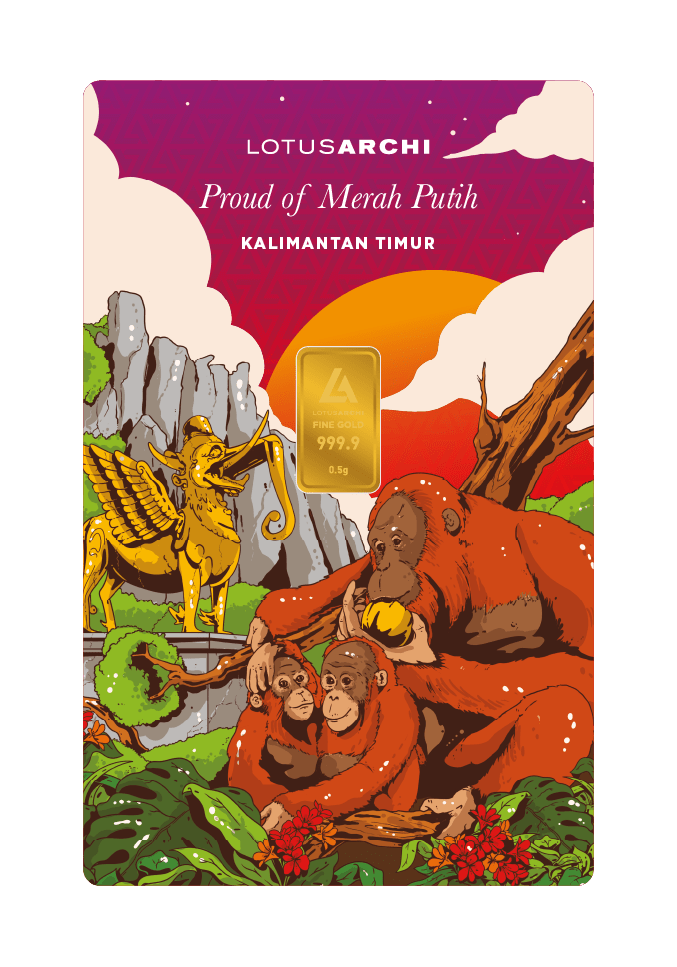 LOTUSARCHI
Proud of Merah Putih
KALIMANTAN TIMUR
LOTUSARCHI
FINE GOLD
999.9
0.5g